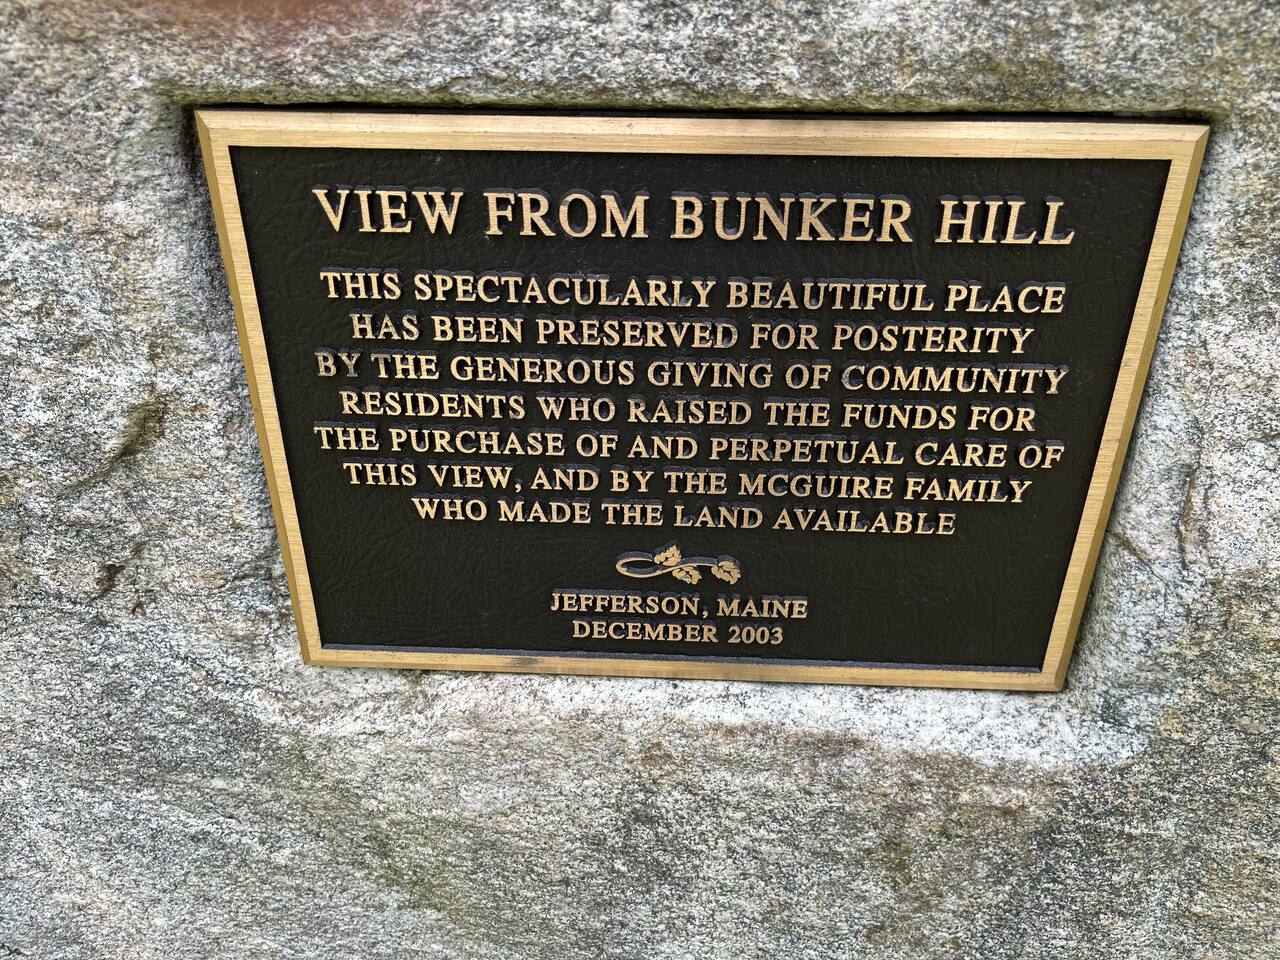 VIEW FROM BUNKER HILL
THIS SPECTACULARLY BEAUTIFUL PLACE
HAS BEEN PRESERVED FOR POSTERITY
BY THE GENEROUS GIVING OF COMMUNITY
RESIDENTS WHO RAISED THE FUNDS FOR
THE PURCHASE OF AND PERPETUAL CARE OF
THIS VIEW, AND BY THE MCGUIRE FAMILY
WHO MADE THE LAND AVAILABLE
JEFFERSON, MAINE
DECEMBER 2003